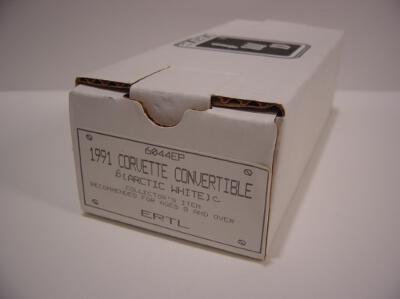 6044EP
1991 CORVETTE CONVERTIBLE
B(ARCTIC WHITE)C
COLLECTOR'S ITEM
RECOMMENDED FOR AGES 8 AND OVER
ERTL